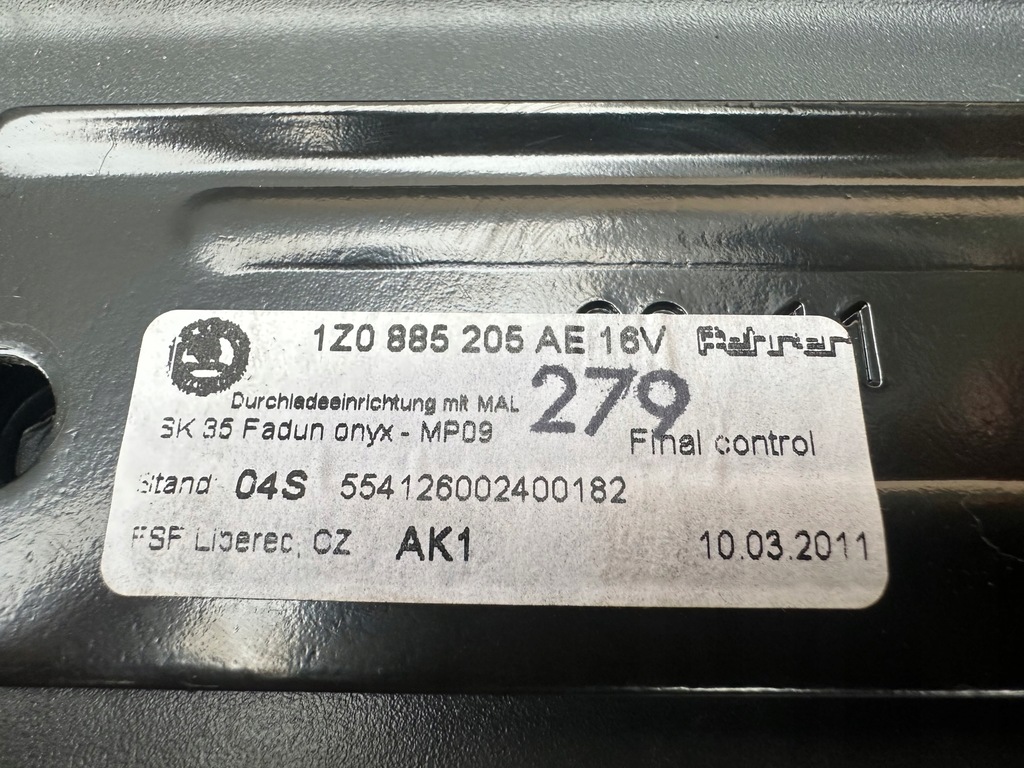 1Z0 885 205 AE 16V
Durchladeeinrichtung mit MAL
279
SK 35 Fadun onyx - MP09
Final control
Stand 04S 554126002400182
FSF Liberec, CZ AK1 10.03.2011